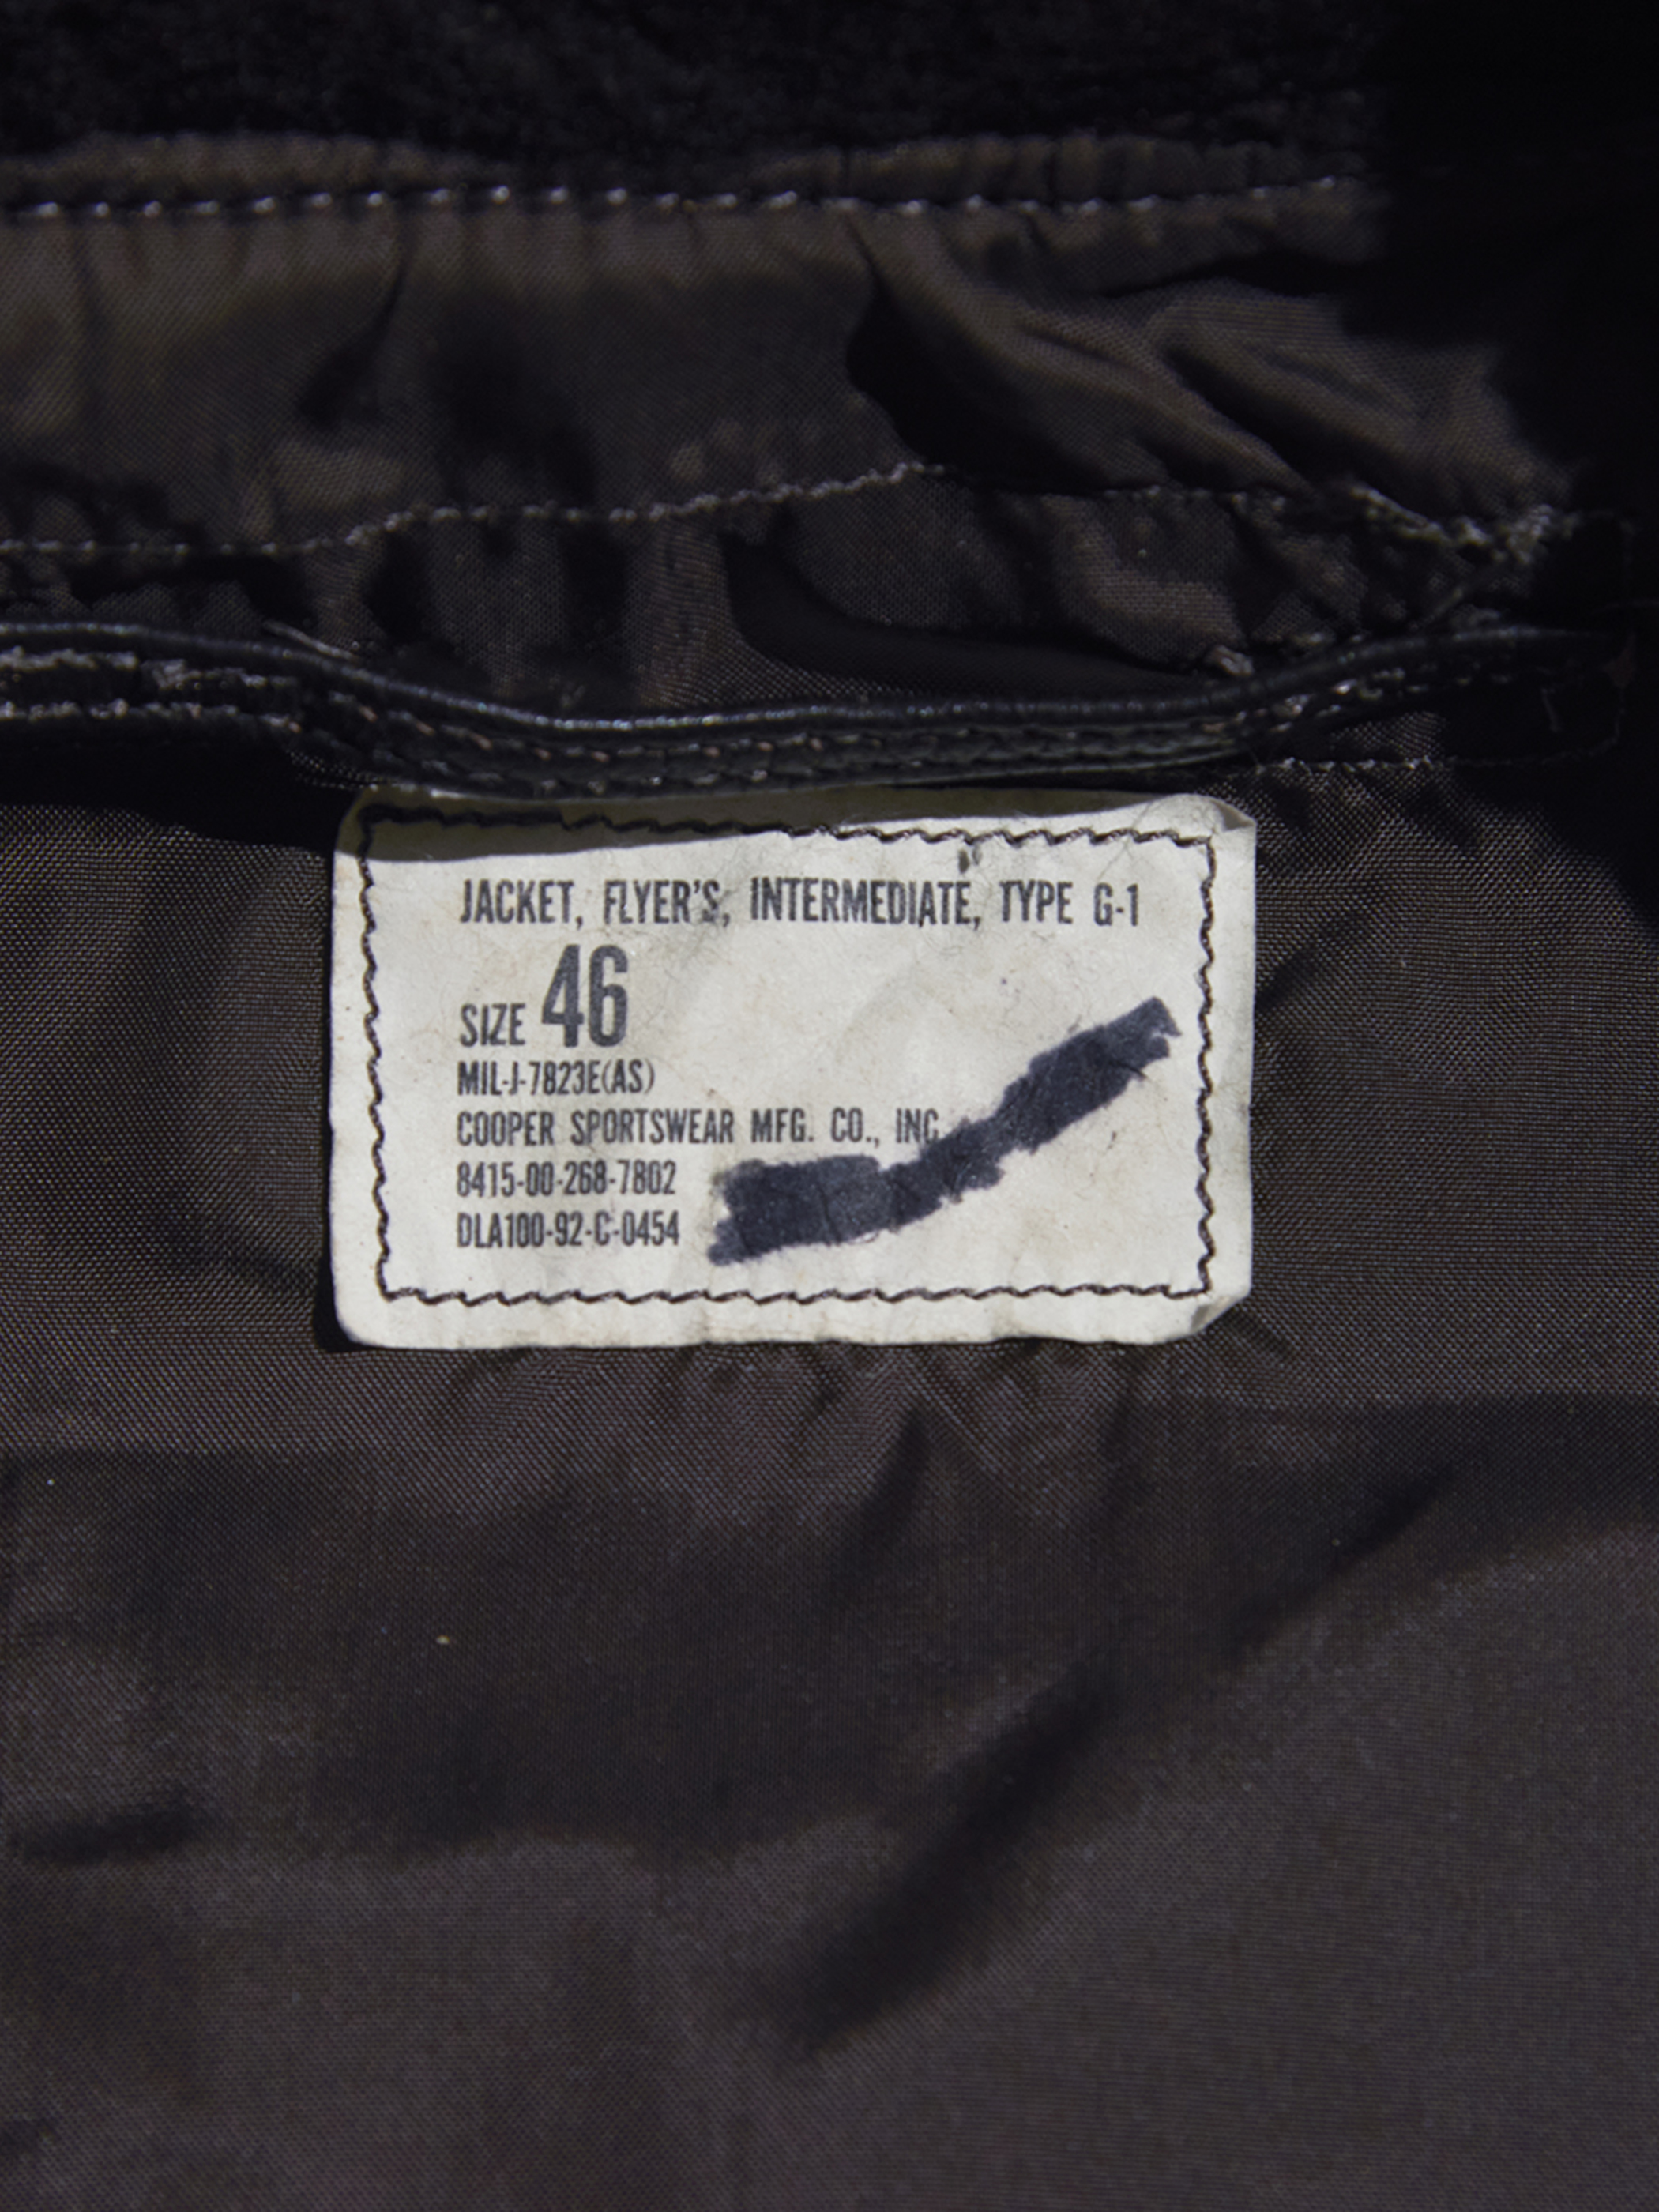 JACKET, FLYER'S, INTERMEDIATE, TYPE G-1
SIZE 46
MIL-J-7823E(AS)
COOPER SPORTSWEAR MFG. CO., INC.
8415-00-268-7802
DLA100-92-C-0454